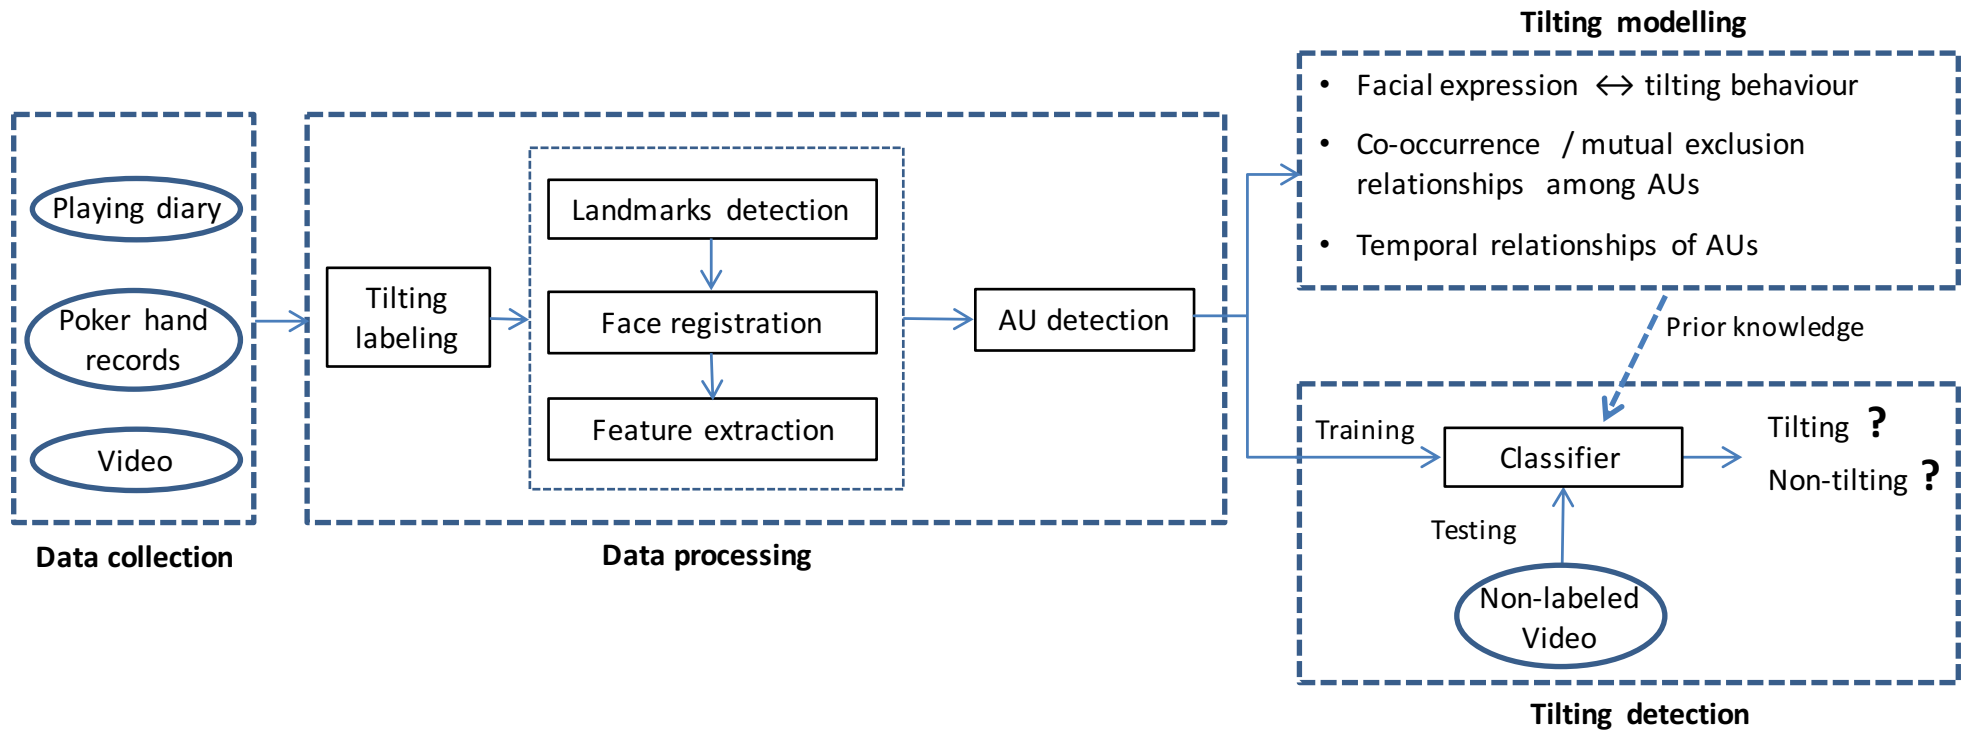 Tilting modelling
• Facial expression ↔ tilting behaviour
• Co-occurrence / mutual exclusion
relationships among AUs
• Temporal relationships of AUs
Playing diary
Poker hand
records
Video
Data collection
Tilting
labeling
Landmarks detection
Face registration
Feature extraction
AU detection
Data processing
Prior knowledge
Training
Classifier
Tilting ?
Non-tilting ?
Testing
Non-labeled
Video
Tilting detection